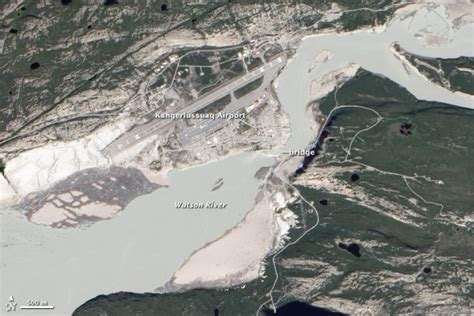 Kangerlussuaq Airport
bridge
Watson River
N
500 m